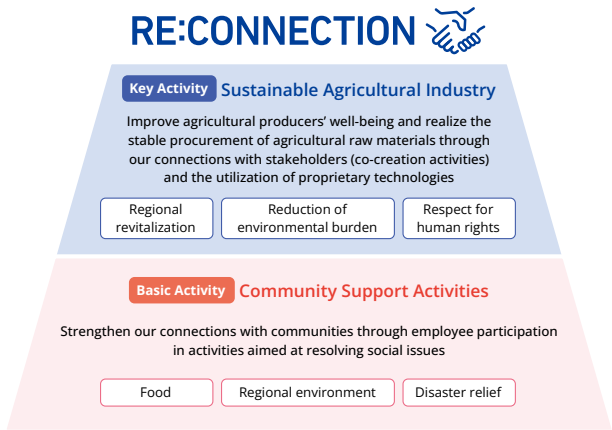 RE:CONNECTION
Key Activity Sustainable Agricultural Industry
Improve agricultural producers’ well-being and realize the
stable procurement of agricultural raw materials through
our connections with stakeholders (co-creation activities)
and the utilization of proprietary technologies
Regional
revitalization
Reduction of
environmental burden
Respect for
human rights
Basic Activity Community Support Activities
Strengthen our connections with communities through employee participation
in activities aimed at resolving social issues
Food
Regional environment
Disaster relief